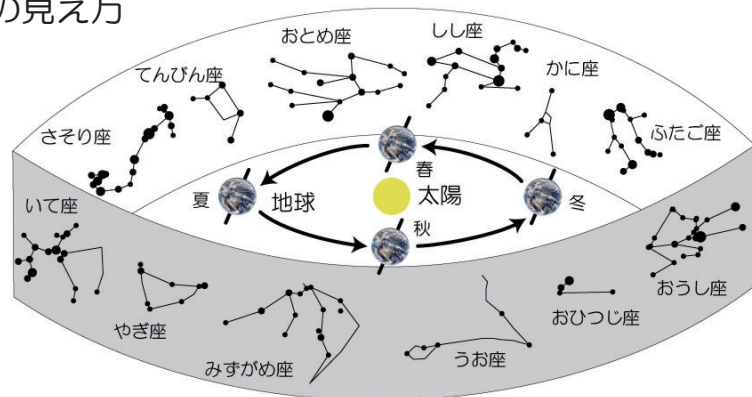 の見え方
おとめ座
しし座
てんびん座
かに座
さそり座
ふたご座
春
夏
地球
太陽
冬
秋
いて座
おうし座
やぎ座
おひつじ座
みずがめ座
うお座